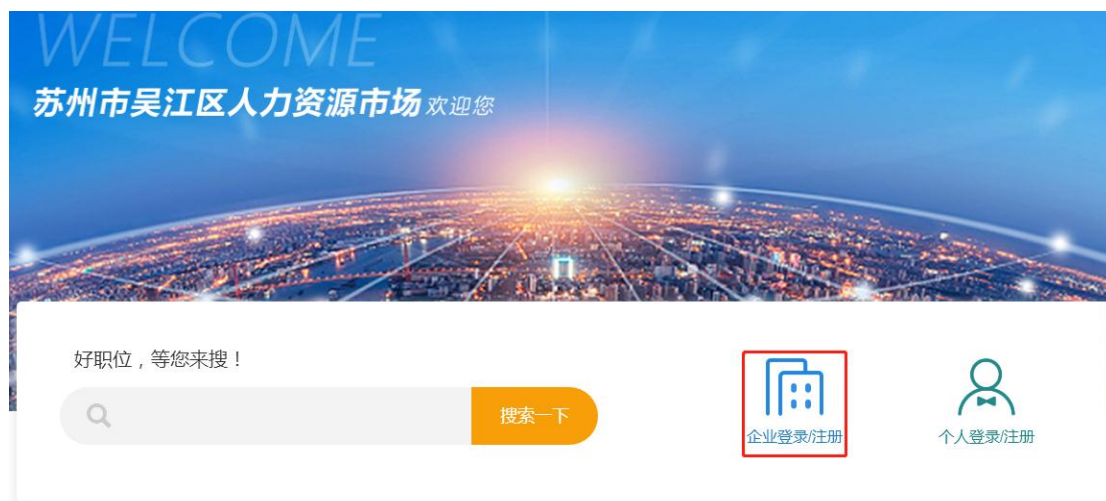 WELCOME
苏州市吴江区人力资源市场 欢迎您
好职位，等您来搜！
搜索一下
企业登录/注册
个人登录/注册